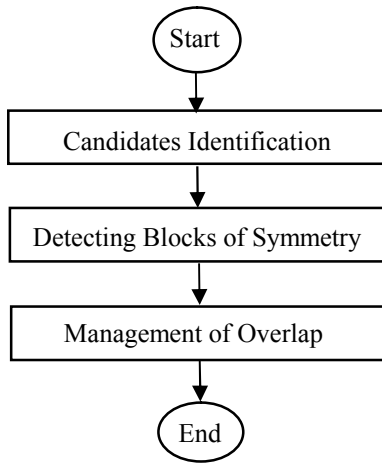 Start
Candidates Identification
Detecting Blocks of Symmetry
Management of Overlap
End